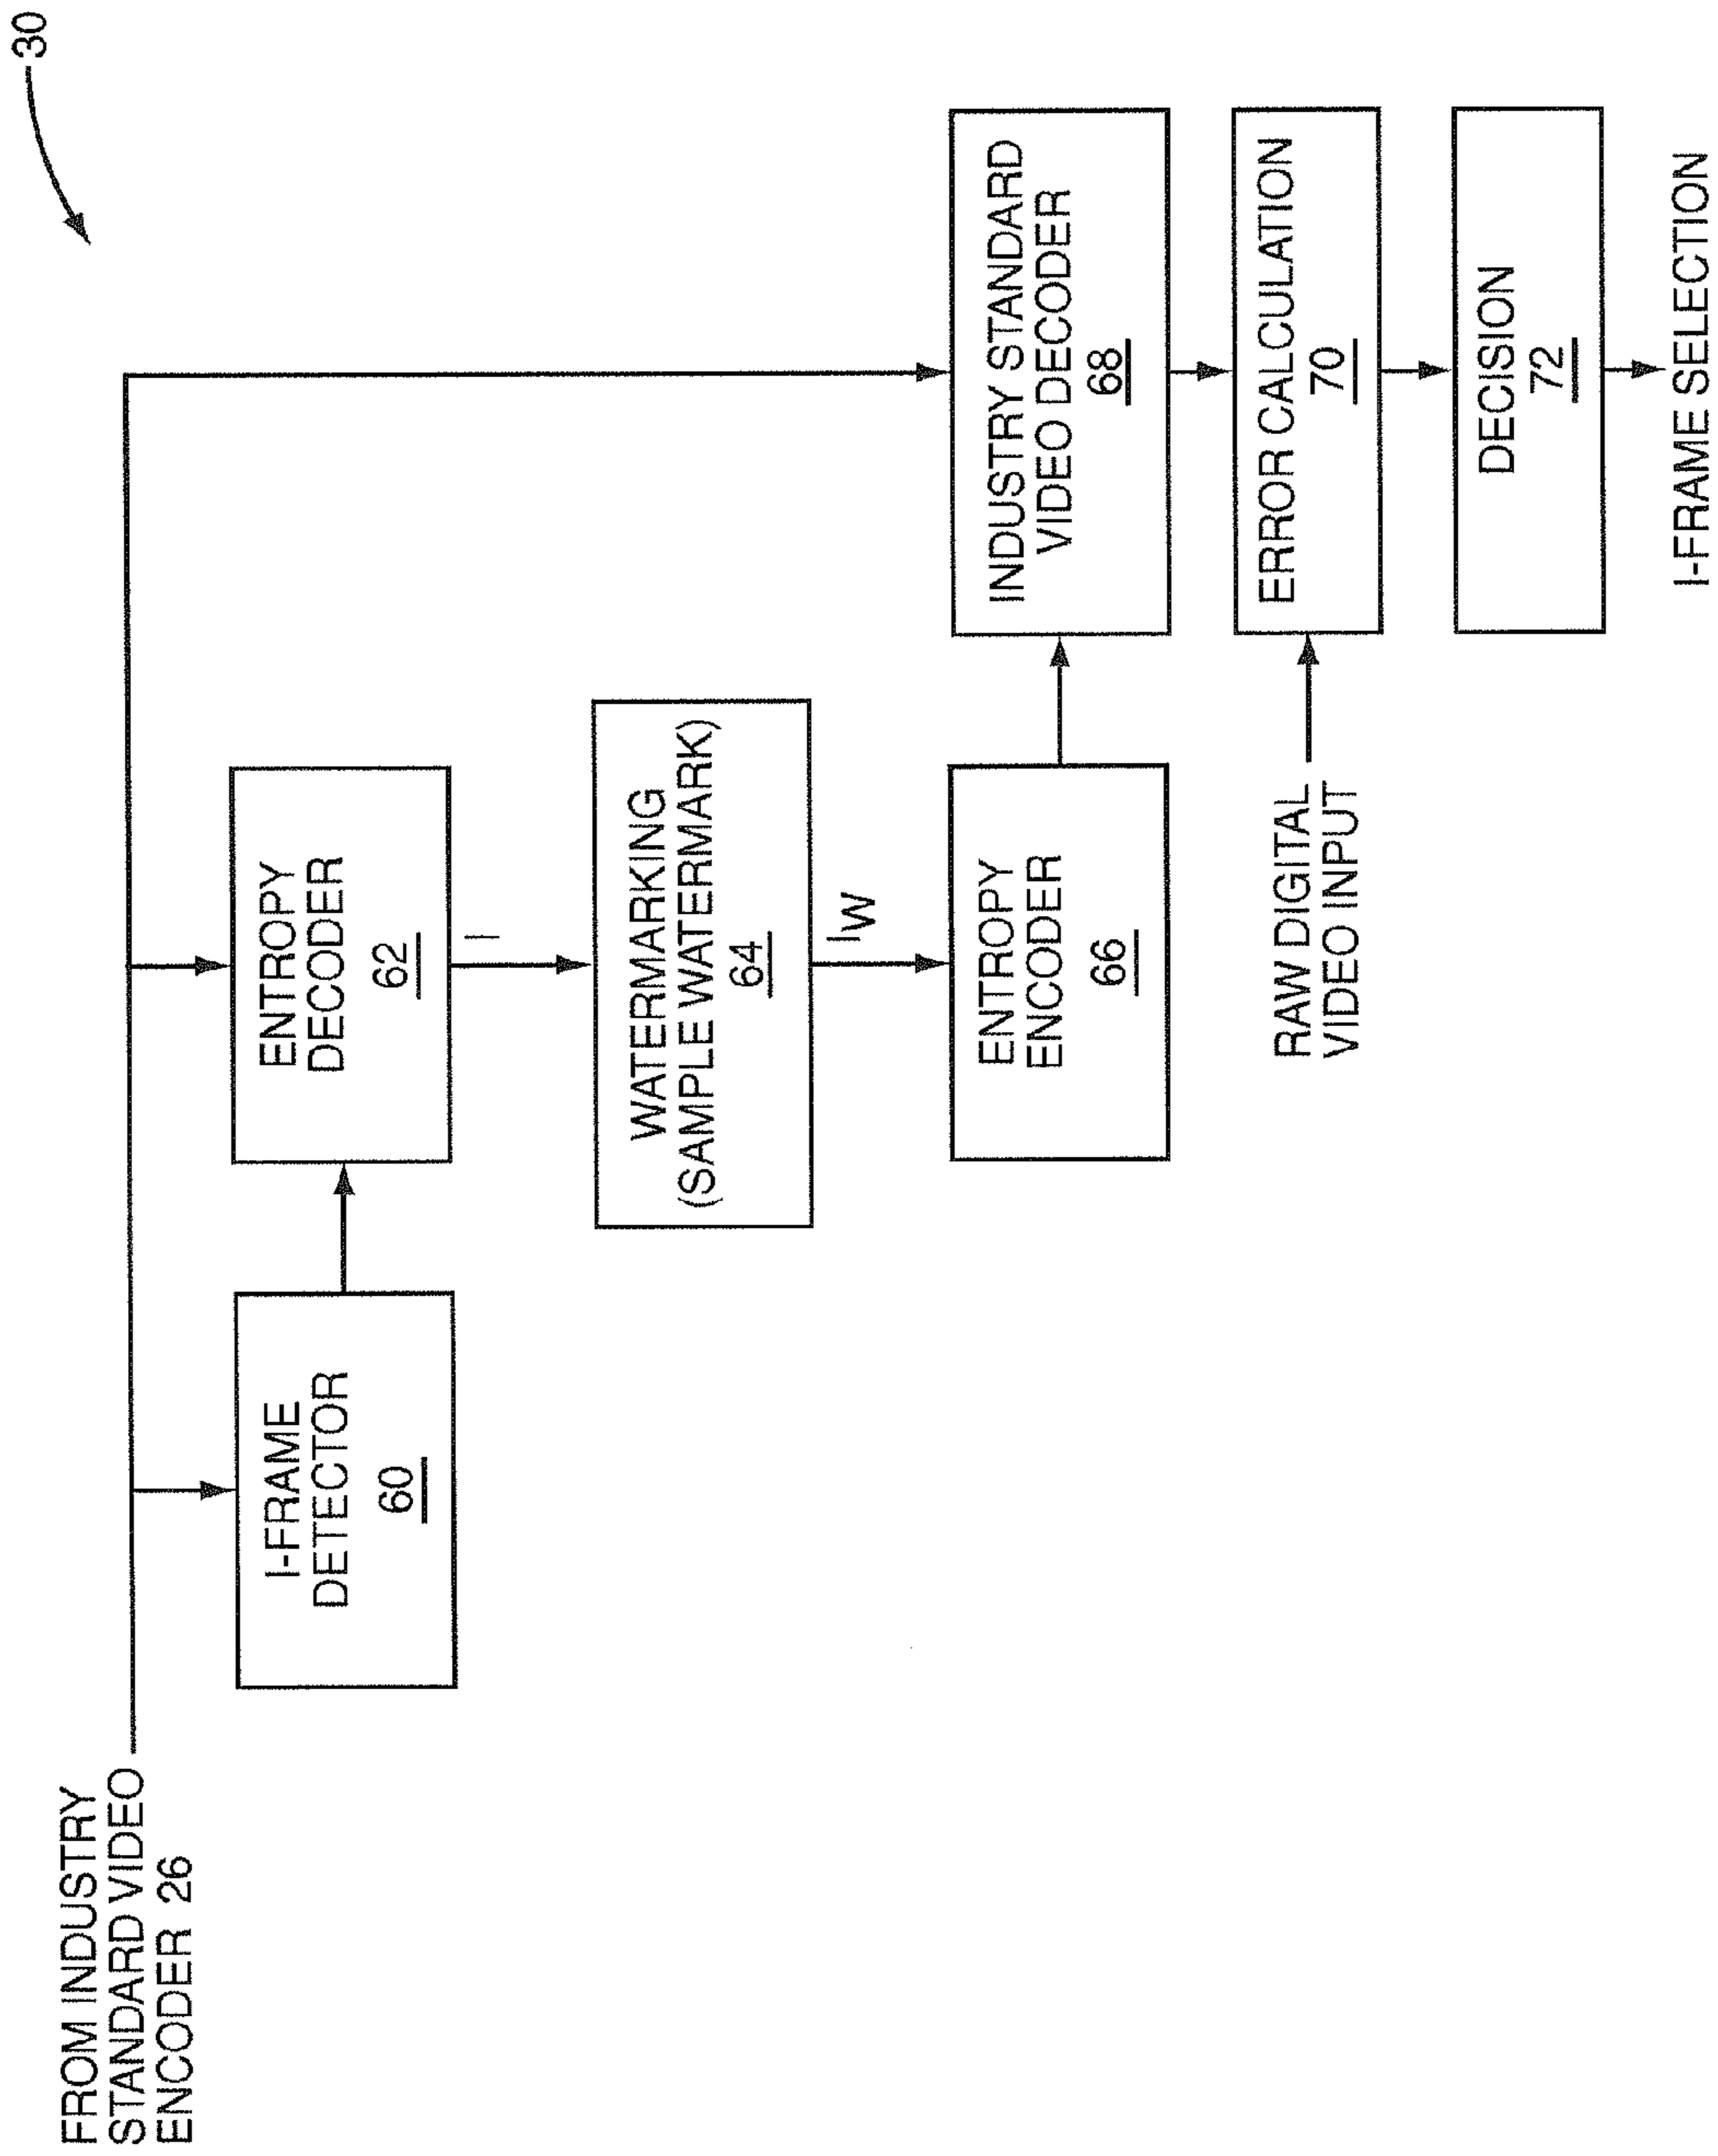 30
FROM INDUSTRY
STANDARD VIDEO
ENCODER 26
I-FRAME
DETECTOR
60
ENTROPY
DECODER
62
I
WATERMARKING
(SAMPLE WATERMARK)
64
IW
ENTROPY
ENCODER
66
INDUSTRY STANDARD
VIDEO DECODER
68
RAW DIGITAL
VIDEO INPUT
ERROR CALCULATION
70
DECISION
72
I-FRAME SELECTION